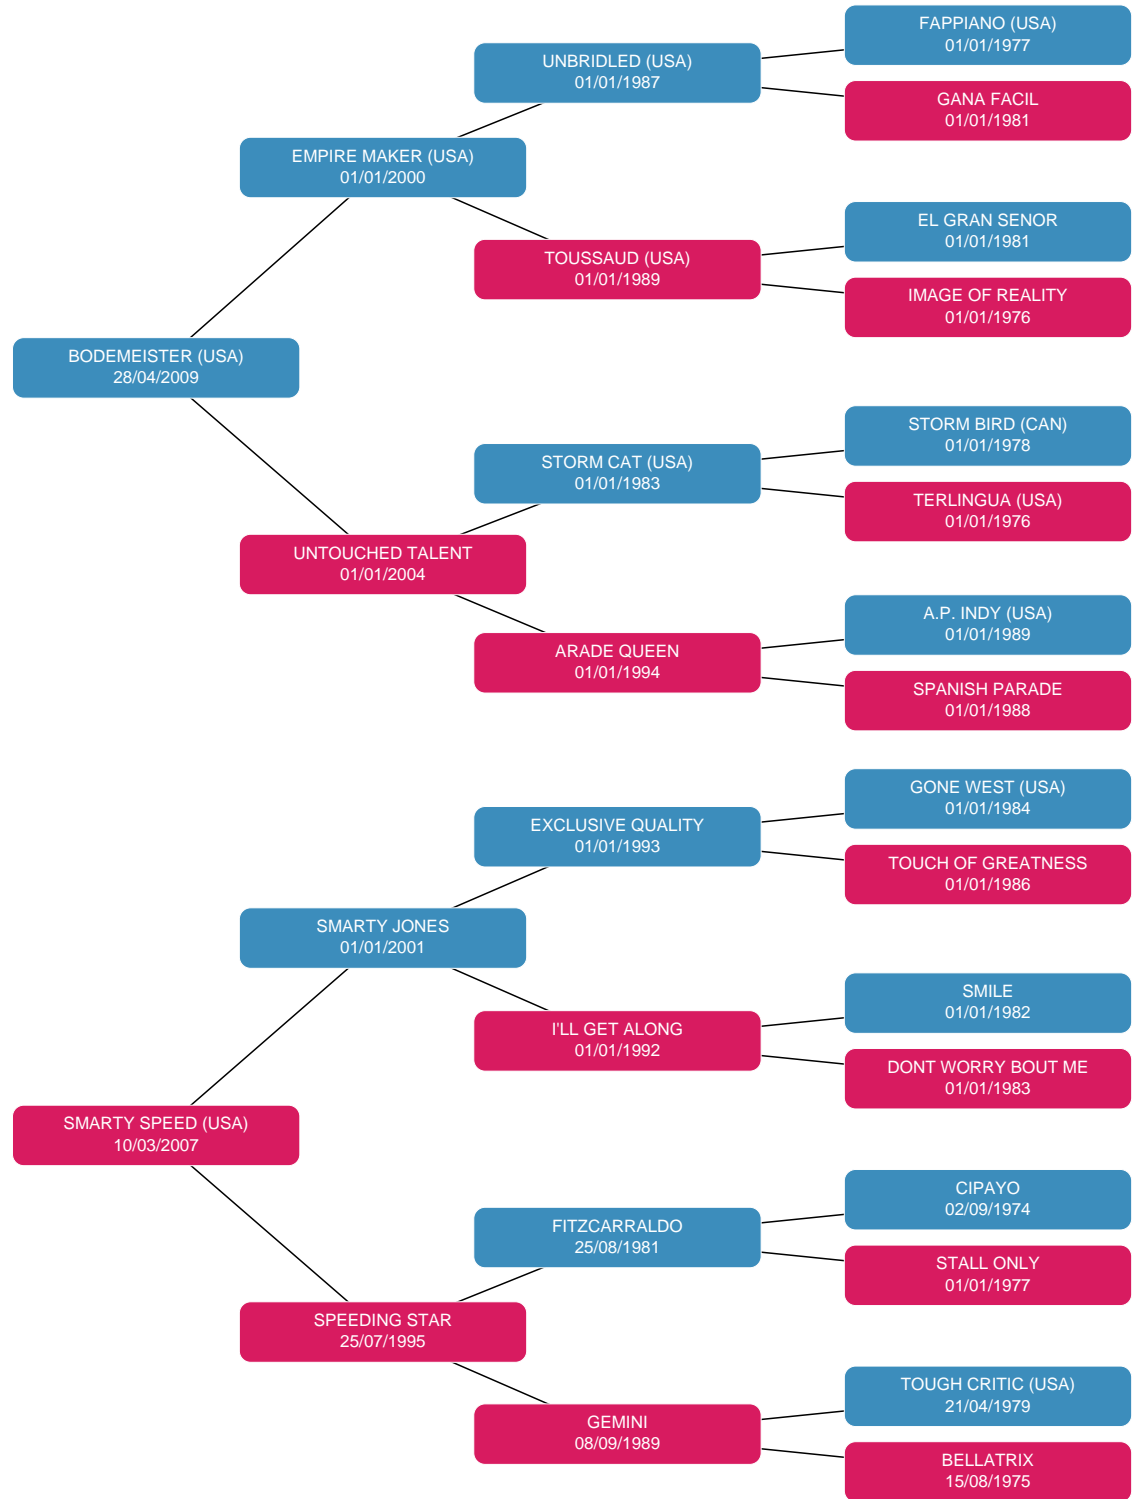 FAPPIANO (USA)
01/01/1977
UNBRIDLED (USA)
01/01/1987
GANA FACIL
01/01/1981
EMPIRE MAKER (USA)
01/01/2000
EL GRAN SENOR
01/01/1981
TOUSSAUD (USA)
01/01/1989
IMAGE OF REALITY
01/01/1976
BODEMEISTER (USA)
28/04/2009
STORM BIRD (CAN)
01/01/1978
STORM CAT (USA)
01/01/1983
TERLINGUA (USA)
01/01/1976
UNTOUCHED TALENT
01/01/2004
A.P. INDY (USA)
01/01/1989
ARADE QUEEN
01/01/1994
SPANISH PARADE
01/01/1988
GONE WEST (USA)
01/01/1984
EXCLUSIVE QUALITY
01/01/1993
TOUCH OF GREATNESS
01/01/1986
SMARTY JONES
01/01/2001
SMILE
01/01/1982
I'LL GET ALONG
01/01/1992
DONT WORRY BOUT ME
01/01/1983
SMARTY SPEED (USA)
10/03/2007
CIPAYO
02/09/1974
FITZCARRALDO
25/08/1981
STALL ONLY
01/01/1977
SPEEDING STAR
25/07/1995
TOUGH CRITIC (USA)
21/04/1979
GEMINI
08/09/1989
BELLATRIX
15/08/1975